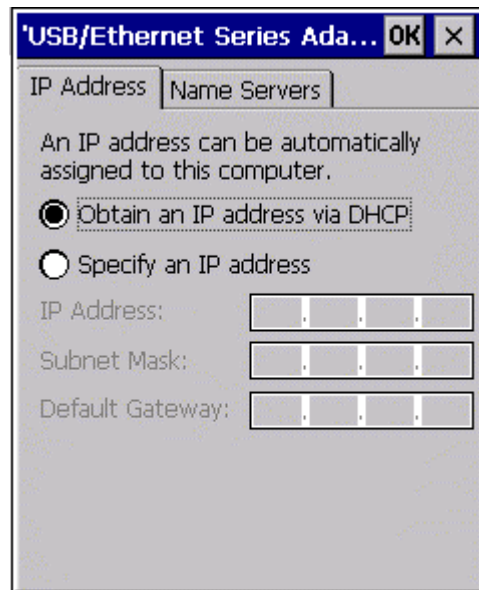 'USB/Ethernet Series Ada... OK ×
IP Address Name Servers
An IP address can be automatically
assigned to this computer.
Obtain an IP address via DHCP
Specify an IP address
IP Address: . . .
Subnet Mask: . . .
Default Gateway: . . .